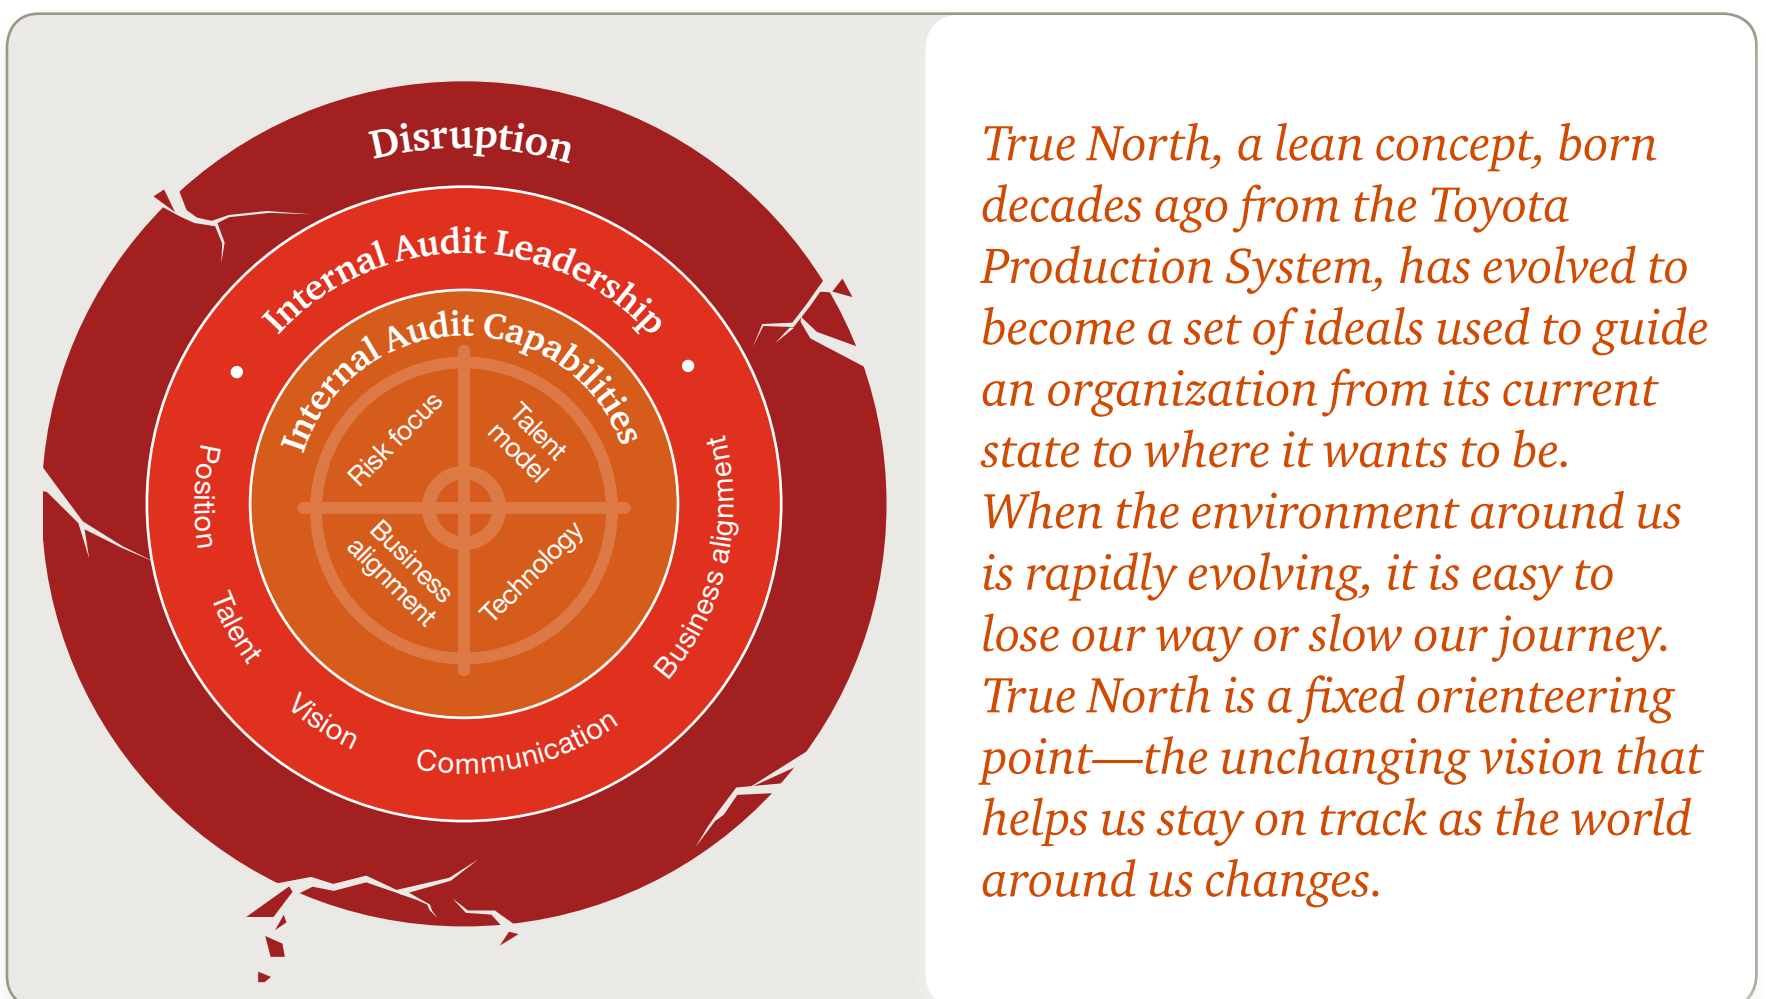 Disruption
Internal Audit Leadership
Internal Audit Capabilities
Risk focus
Talent
model
Business
alignment
Technology
Position
Talent
Vision
Communication
Business alignment
True North, a lean concept, born
decades ago from the Toyota
Production System, has evolved to
become a set of ideals used to guide
an organization from its current
state to where it wants to be.
When the environment around us
is rapidly evolving, it is easy to
lose our way or slow our journey.
True North is a fixed orienteering
point—the unchanging vision that
helps us stay on track as the world
around us changes.